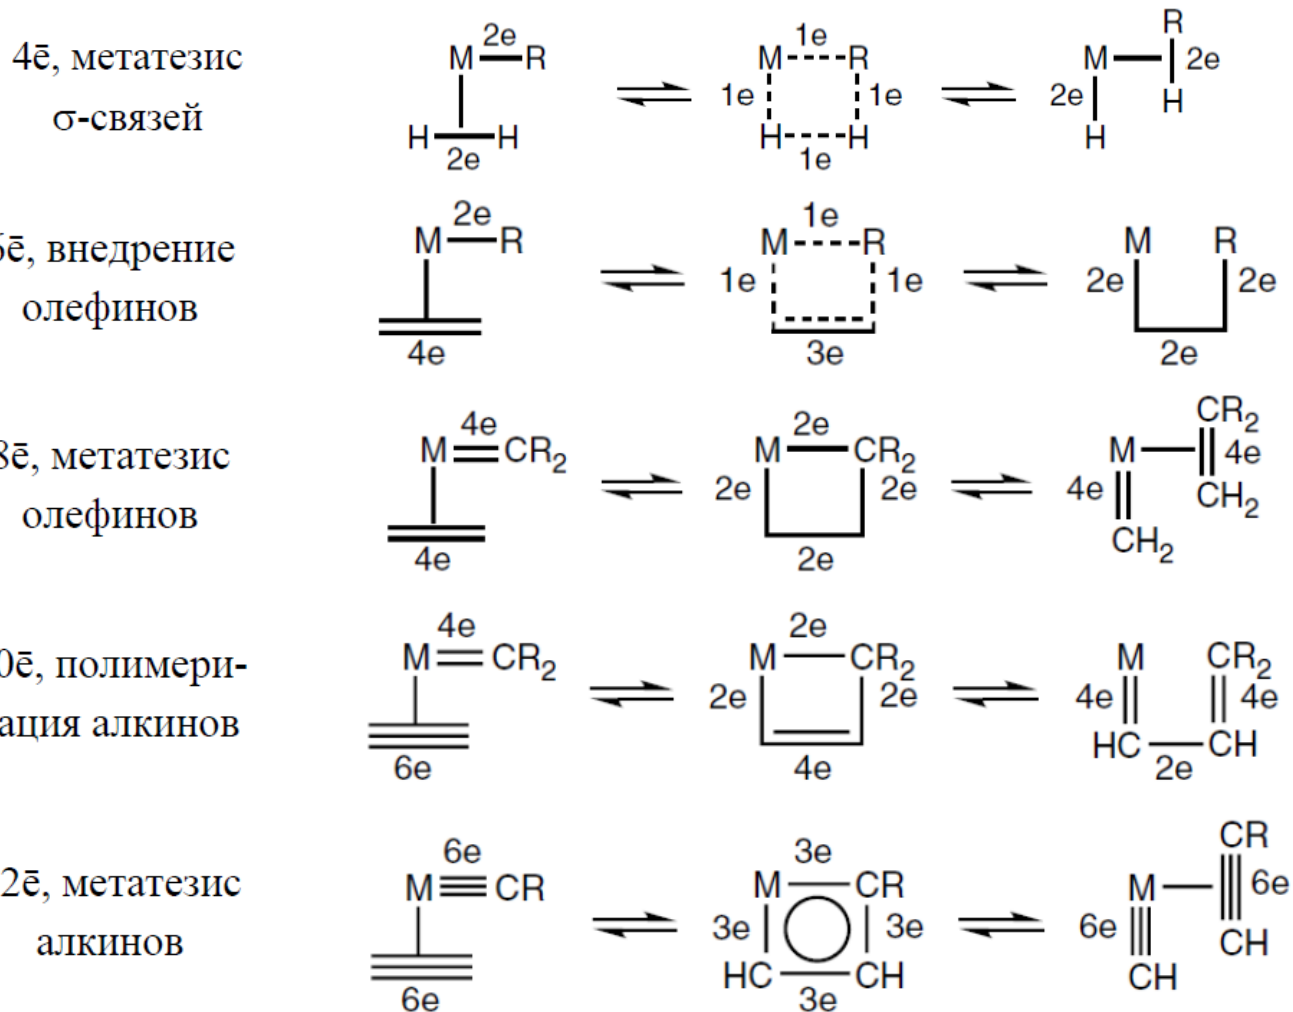 4ē, метатезис
σ-связей
2e
M R
H H
2e
1e
M R
1e 1e
H H
1e
R
M 2e
2e H
H
6ē, внедрение
олефинов
2e
M R
4e
1e
M R
1e 1e
3e
M R
2e 2e
2e
8ē, метатезис
олефинов
4e
M CR₂
4e
2e
M CR₂
2e 2e
2e
CR₂
M 4e
4e CH₂
CH₂
0ē, полимери-
ация алкинов
4e
M CR₂
6e
2e
M CR₂
2e 2e
4e
M CR₂
4e 4e
HC CH
2e
2ē, метатезис
алкинов
6e
M CR
6e
3e
M CR
3e 3e
HC CH
3e
CR
M 6e
6e CH
CH